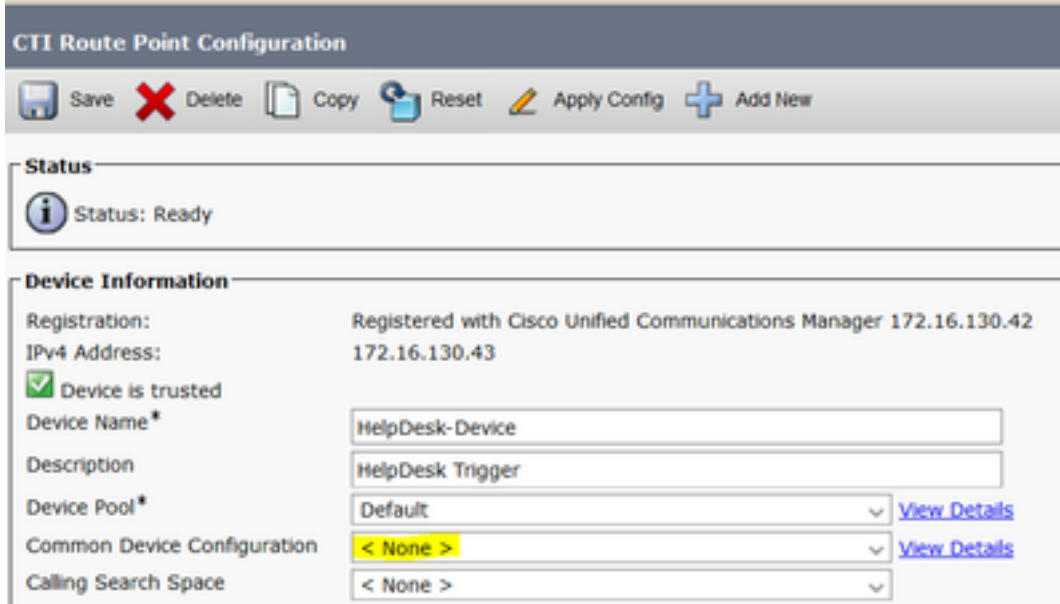 CTI Route Point Configuration
Save Delete Copy Reset Apply Config Add New
Status
Status: Ready
Device Information
Registration: Registered with Cisco Unified Communications Manager 172.16.130.42
IPv4 Address: 172.16.130.43
Device is trusted
Device Name* HelpDesk-Device
Description HelpDesk Trigger
Device Pool* Default View Details
Common Device Configuration < None > View Details
Calling Search Space < None >